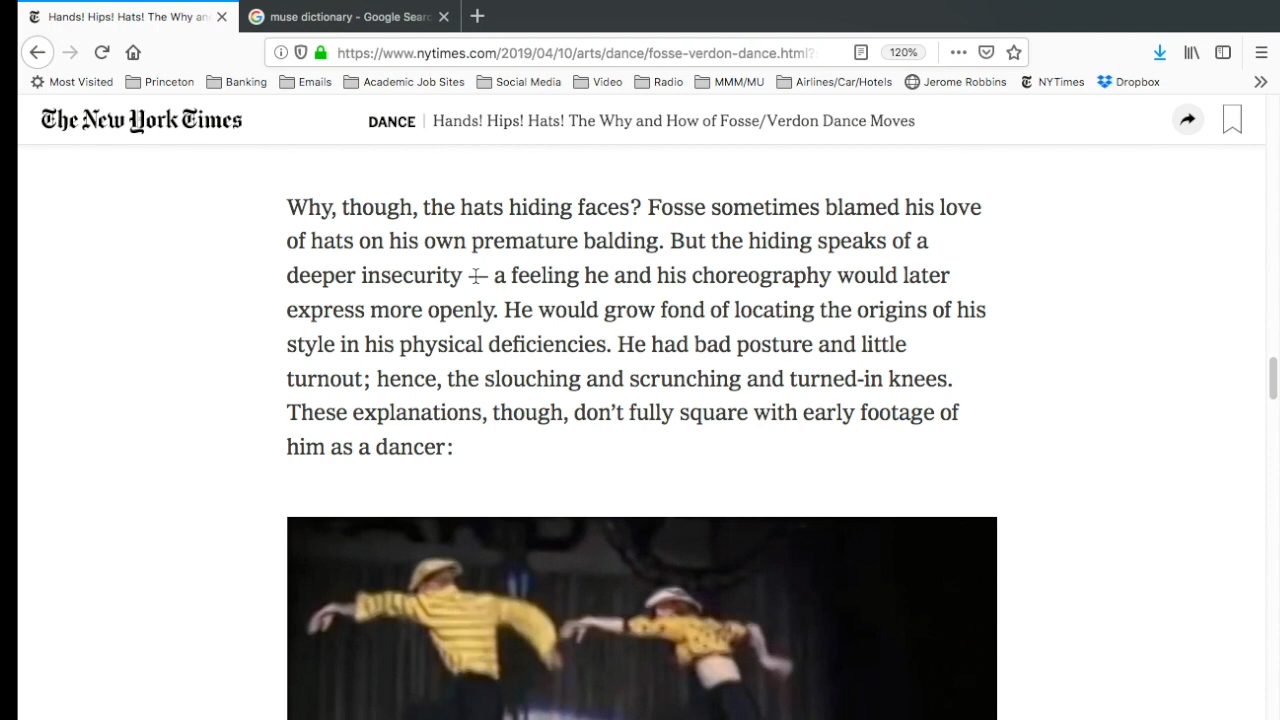 Hands! Hips! Hats! The Why an
muse dictionary - Google Sear
https://www.nytimes.com/2019/04/10/arts/dance/fosse-verdon-dance.html?
120%
Most Visited Princeton Banking Emails Academic Job Sites Social Media Video Radio MMM/MU Airlines/Car/Hotels Jerome Robbins NYTimes Dropbox
The New York Times DANCE Hands! Hips! Hats! The Why and How of Fosse/Verdon Dance Moves
Why, though, the hats hiding faces? Fosse sometimes blamed his love
of hats on his own premature balding. But the hiding speaks of a
deeper insecurity — a feeling he and his choreography would later
express more openly. He would grow fond of locating the origins of his
style in his physical deficiencies. He had bad posture and little
turnout; hence, the slouching and scrunching and turned-in knees.
These explanations, though, don't fully square with early footage of
him as a dancer: